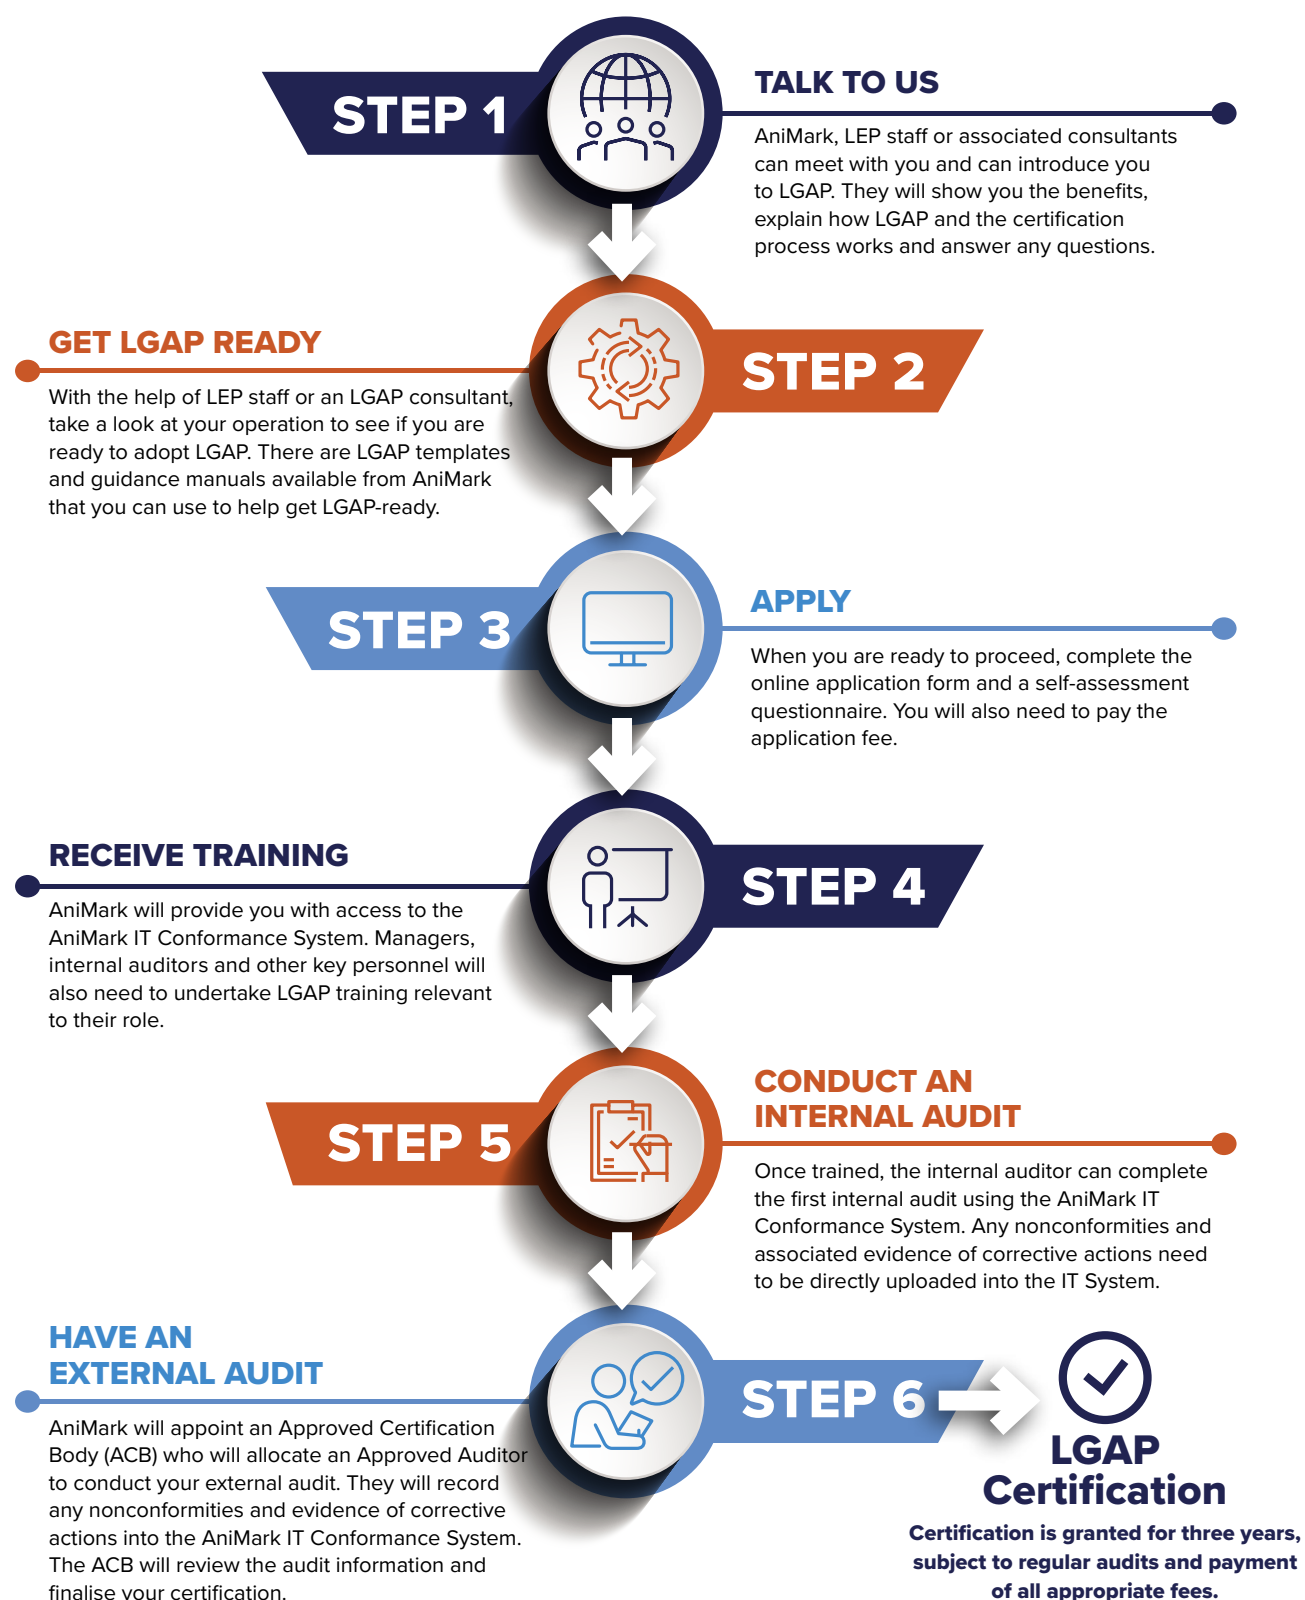 STEP 1
TALK TO US
AniMark, LEP staff or associated consultants
can meet with you and can introduce you
to LGAP. They will show you the benefits,
explain how LGAP and the certification
process works and answer any questions.
GET LGAP READY
With the help of LEP staff or an LGAP consultant,
take a look at your operation to see if you are
ready to adopt LGAP. There are LGAP templates
and guidance manuals available from AniMark
that you can use to help get LGAP-ready.
STEP 2
STEP 3
APPLY
When you are ready to proceed, complete the
online application form and a self-assessment
questionnaire. You will also need to pay the
application fee.
RECEIVE TRAINING
AniMark will provide you with access to the
AniMark IT Conformance System. Managers,
internal auditors and other key personnel will
also need to undertake LGAP training relevant
to their role.
STEP 4
STEP 5
CONDUCT AN
INTERNAL AUDIT
Once trained, the internal auditor can complete
the first internal audit using the AniMark IT
Conformance System. Any nonconformities and
associated evidence of corrective actions need
to be directly uploaded into the IT System.
HAVE AN
EXTERNAL AUDIT
AniMark will appoint an Approved Certification
Body (ACB) who will allocate an Approved Auditor
to conduct your external audit. They will record
any nonconformities and evidence of corrective
actions into the AniMark IT Conformance System.
The ACB will review the audit information and
finalise your certification.
STEP 6
LGAP
Certification
Certification is granted for three years,
subject to regular audits and payment
of all appropriate fees.